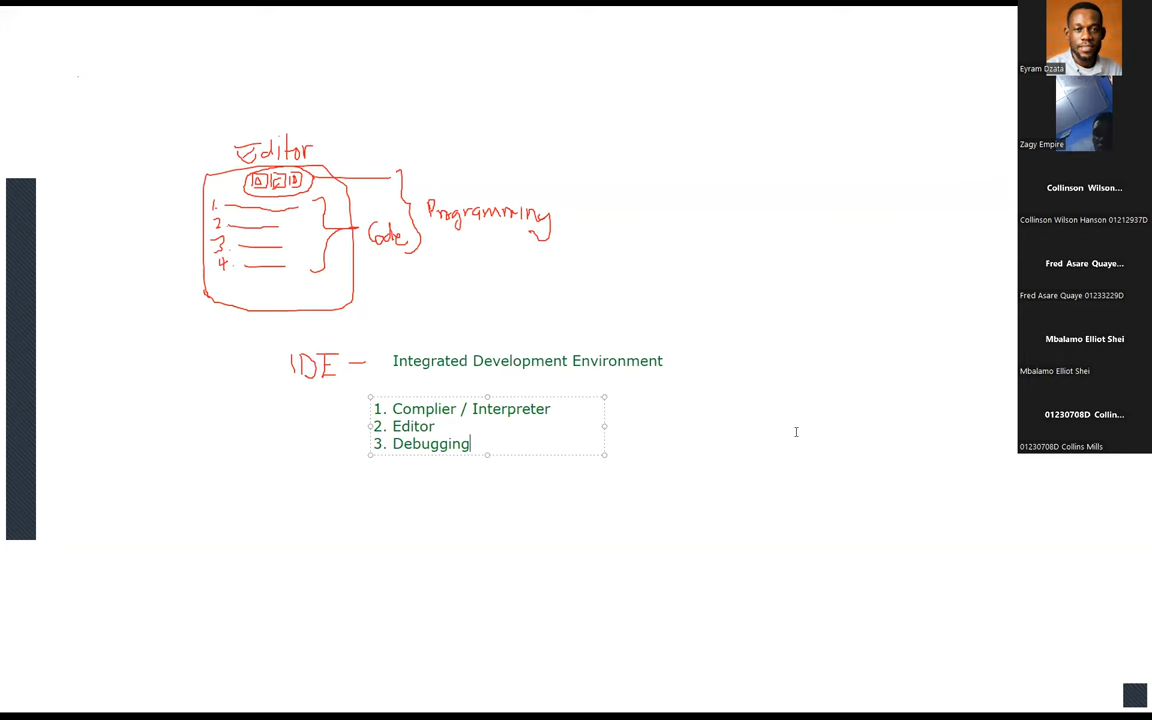 Editor
1.
2.
3.
4.
Code
Programming
IDE -
Integrated Development Environment
1. Complier / Interpreter
2. Editor
3. Debugging
Eyram Dzata
Zagy Empire
Collinson Wilson...
Collinson Wilson Hanson 01212937D
Fred Asare Quaye...
Fred Asare Quaye 01233229D
Mbalamo Elliot Shei
Mbalamo Elliot Shei
01230708D Collin...
01230708D Collins Mills